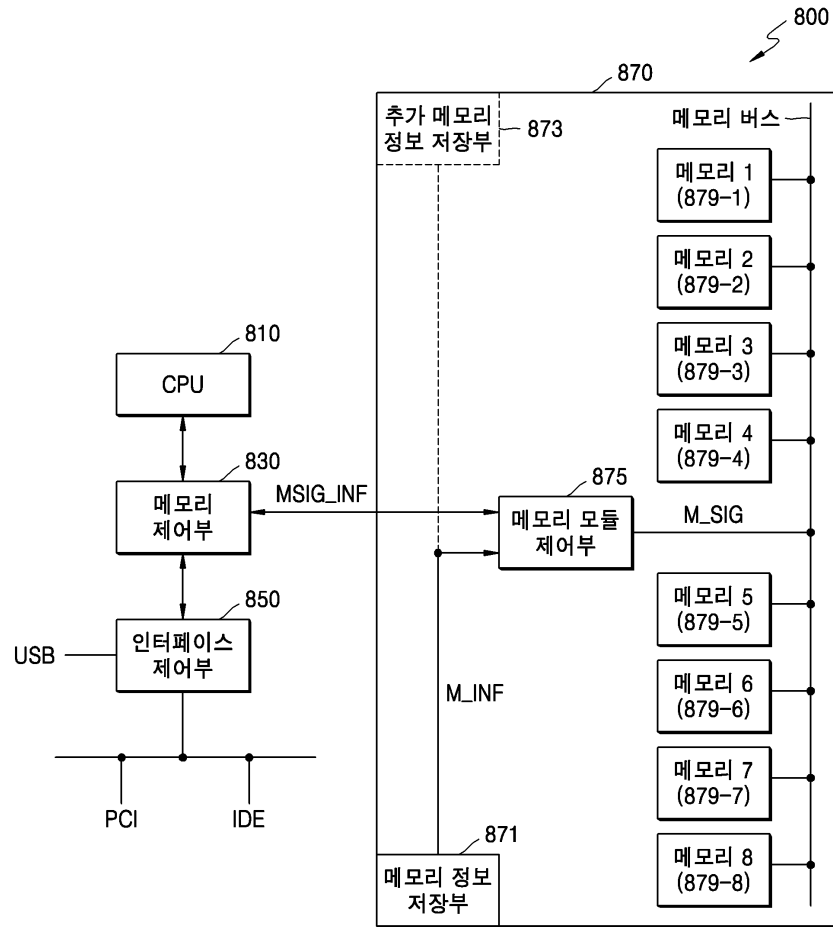 800
870
추가 메모리
정보 저장부
873
메모리 버스
메모리 1
(879-1)
메모리 2
(879-2)
메모리 3
(879-3)
메모리 4
(879-4)
810
CPU
830
메모리
제어부
MSIG_INF
875
메모리 모듈
제어부
M_SIG
850
인터페이스
제어부
USB
PCI
IDE
M_INF
메모리 5
(879-5)
메모리 6
(879-6)
메모리 7
(879-7)
메모리 8
(879-8)
871
메모리 정보
저장부